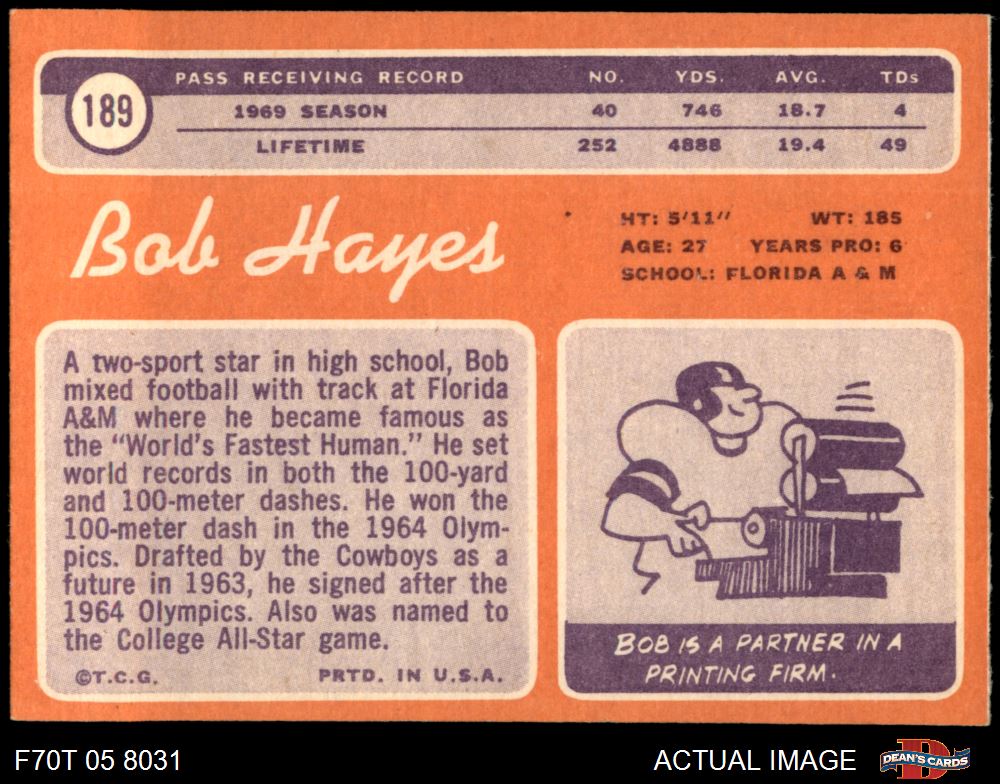 189
PASS RECEIVING RECORD NO. YDS. AVG. TDs
1969 SEASON 40 746 18.7 4
LIFETIME 252 4888 19.4 49
Bob Hayes
HT: 5'11" WT: 185
AGE: 27 YEARS PRO: 6
SCHOOL: FLORIDA A & M
A two-sport star in high school, Bob
mixed football with track at Florida
A&M where he became famous as
the "World's Fastest Human." He set
world records in both the 100-yard
and 100-meter dashes. He won the
100-meter dash in the 1964 Olym-
pics. Drafted by the Cowboys as a
future in 1963, he signed after the
1964 Olympics. Also was named to
the College All-Star game.
©T.C.G. PRTD. IN U.S.A.
BOB IS A PARTNER IN A
PRINTING FIRM.
F70T 05 8031 ACTUAL IMAGE DEAN'S CARDS